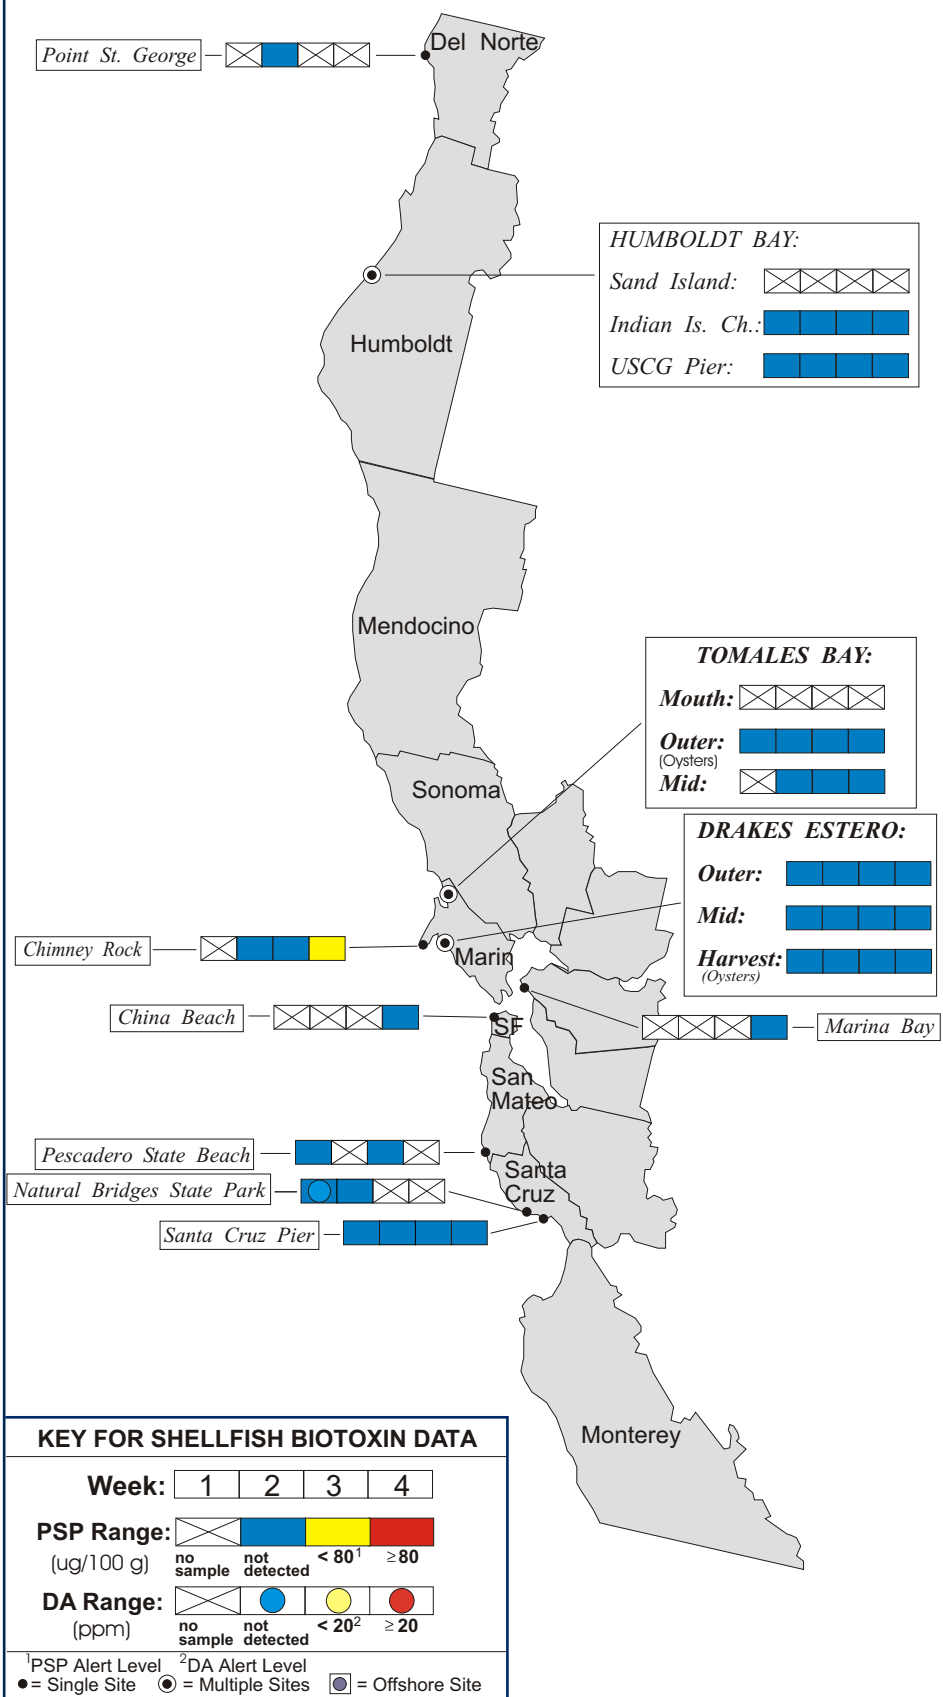 Point St. George
Del Norte
HUMBOLDT BAY:
Sand Island:
Indian Is. Ch.:
USCG Pier:
Humboldt
Mendocino
TOMALES BAY:
Mouth:
Outer:
(Oysters)
Mid:
Sonoma
DRAKES ESTERO:
Outer:
Mid:
Harvest:
(Oysters)
Chimney Rock
Marin
China Beach
SF
Marina Bay
San
Mateo
Pescadero State Beach
Santa
Cruz
Natural Bridges State Park
Santa Cruz Pier
Monterey
KEY FOR SHELLFISH BIOTOXIN DATA
Week: 1 2 3 4
PSP Range:
(ug/100 g)
no sample not detected < 80¹ ≥ 80
DA Range:
(ppm)
no sample not detected < 20² ≥ 20
¹PSP Alert Level ²DA Alert Level
= Single Site = Multiple Sites = Offshore Site